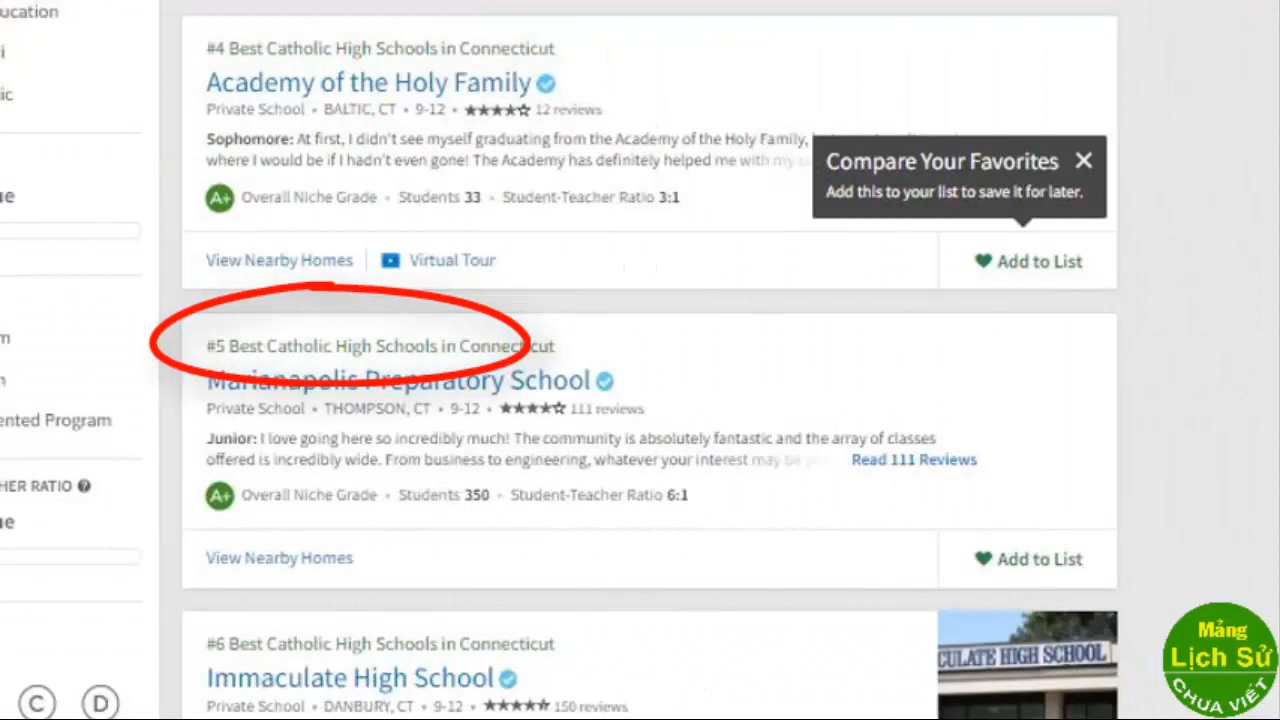 ucation
i
ic
ue
m
n
ented Program
HER RATIO
ue
C D
#4 Best Catholic High Schools in Connecticut
Academy of the Holy Family
Private School • BALTIC, CT • 9-12 • 12 reviews
Sophomore: At first, I didn't see myself graduating from the Academy of the Holy Family,
where I would be if I hadn't even gone! The Academy has definitely helped me with my
A+ Overall Niche Grade • Students 33 • Student-Teacher Ratio 3:1
Compare Your Favorites
Add this to your list to save it for later.
View Nearby Homes Virtual Tour
Add to List
#5 Best Catholic High Schools in Connecticut
Marianapolis Preparatory School
Private School • THOMPSON, CT • 9-12 • 111 reviews
Junior: I love going here so incredibly much! The community is absolutely fantastic and the array of classes
offered is incredibly wide. From business to engineering, whatever your interest may be Read 111 Reviews
A+ Overall Niche Grade • Students 350 • Student-Teacher Ratio 6:1
View Nearby Homes
Add to List
#6 Best Catholic High Schools in Connecticut
Immaculate High School
Private School • DANBURY, CT • 9-12 • 150 reviews
CULATE HIGH SCHOOL
Mảng
Lịch Sử
CHƯA VIẾT